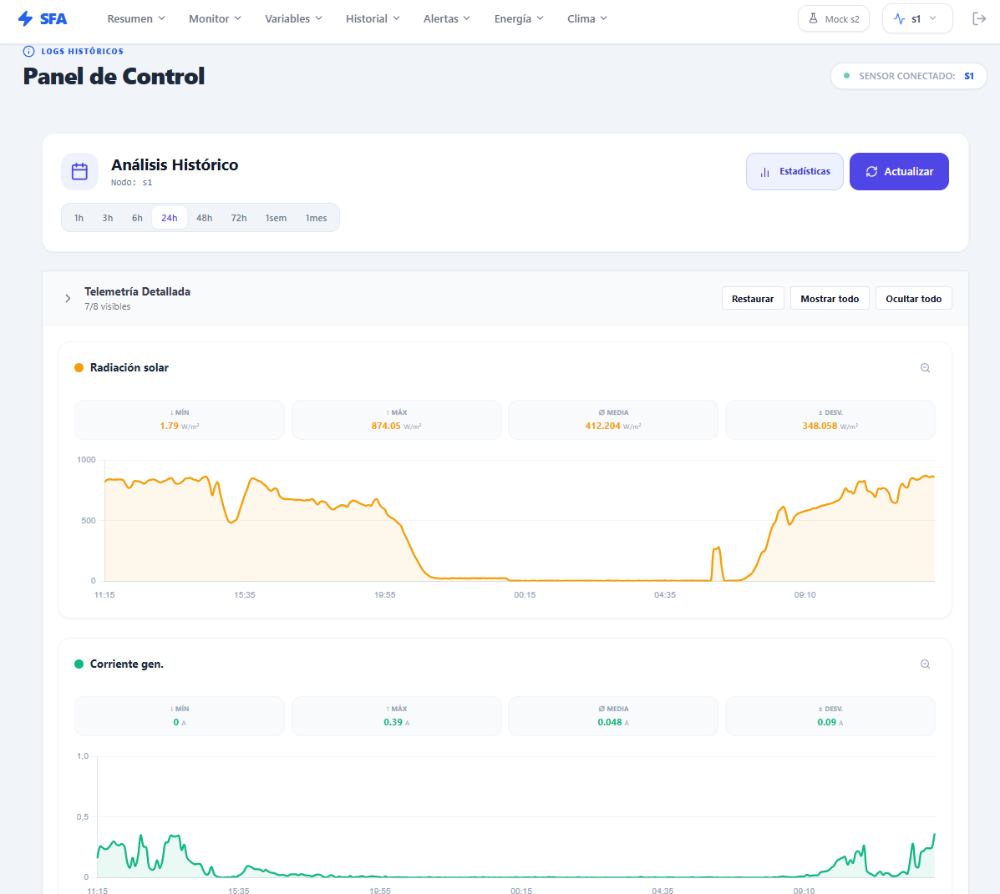 SFA
Resumen
Monitor
Variables
Historial
Alertas
Energía
Clima
Mock s2
s1
LOGS HISTÓRICOS
Panel de Control
SENSOR CONECTADO: S1
Análisis Histórico
Nodo: s1
Estadísticas
Actualizar
1h
3h
6h
24h
48h
72h
1sem
1mes
Telemetría Detallada
7/8 visibles
Restaurar
Mostrar todo
Ocultar todo
Radiación solar
↓ MÍN
1.79 W/m²
↑ MÁX
874.05 W/m²
Ø MEDIA
412.204 W/m²
± DESV.
348.058 W/m²
1000
500
0
11:15
15:35
19:55
00:15
04:35
09:10
Corriente gen.
↓ MÍN
0 A
↑ MÁX
0.39 A
Ø MEDIA
0.048 A
± DESV.
0.09 A
1,0
0,5
0
11:15
15:35
19:55
00:15
04:35
09:10